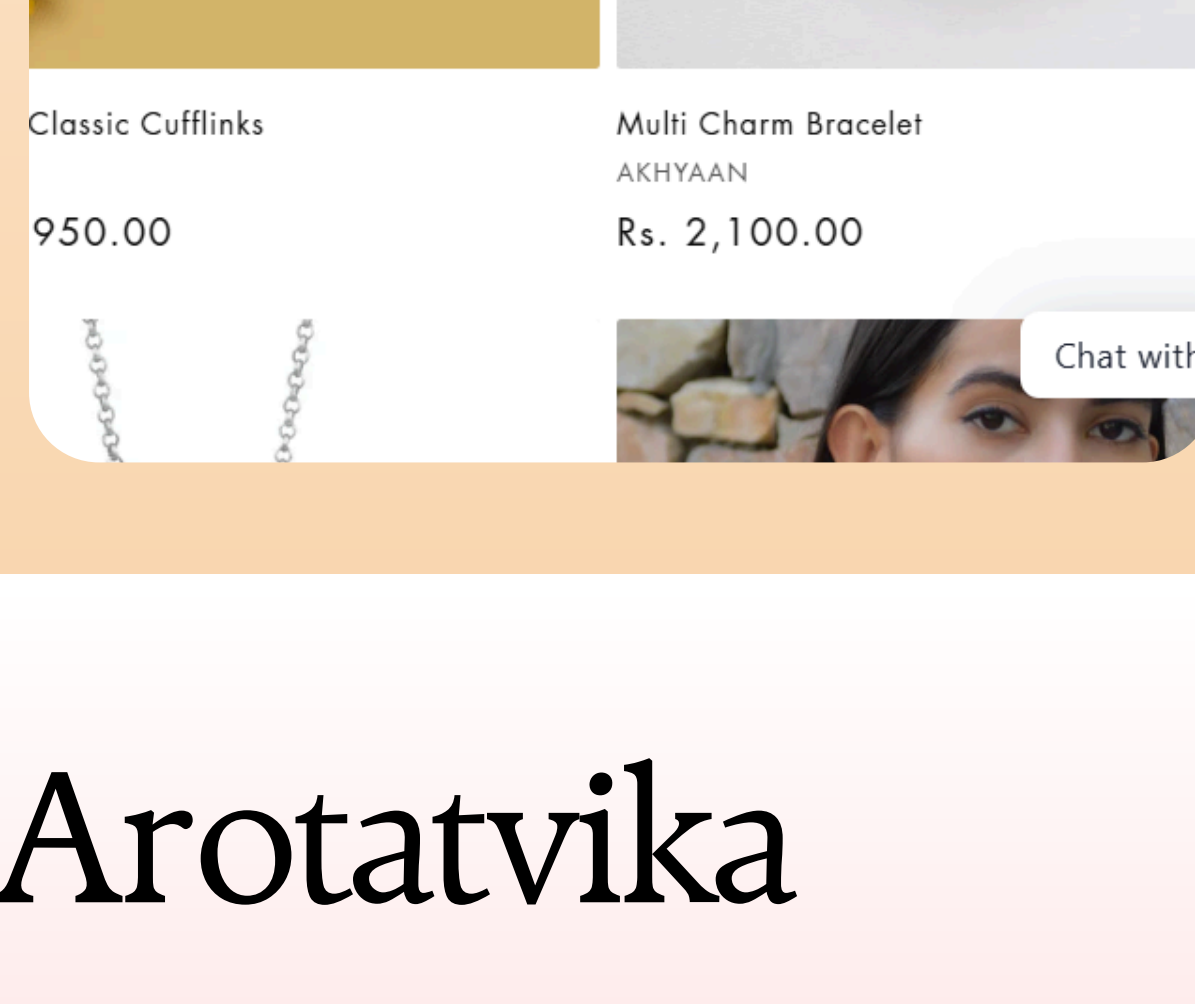 Classic Cufflinks
950.00
Multi Charm Bracelet
AKHYAAN
Rs. 2,100.00
Chat with
Arotatvika